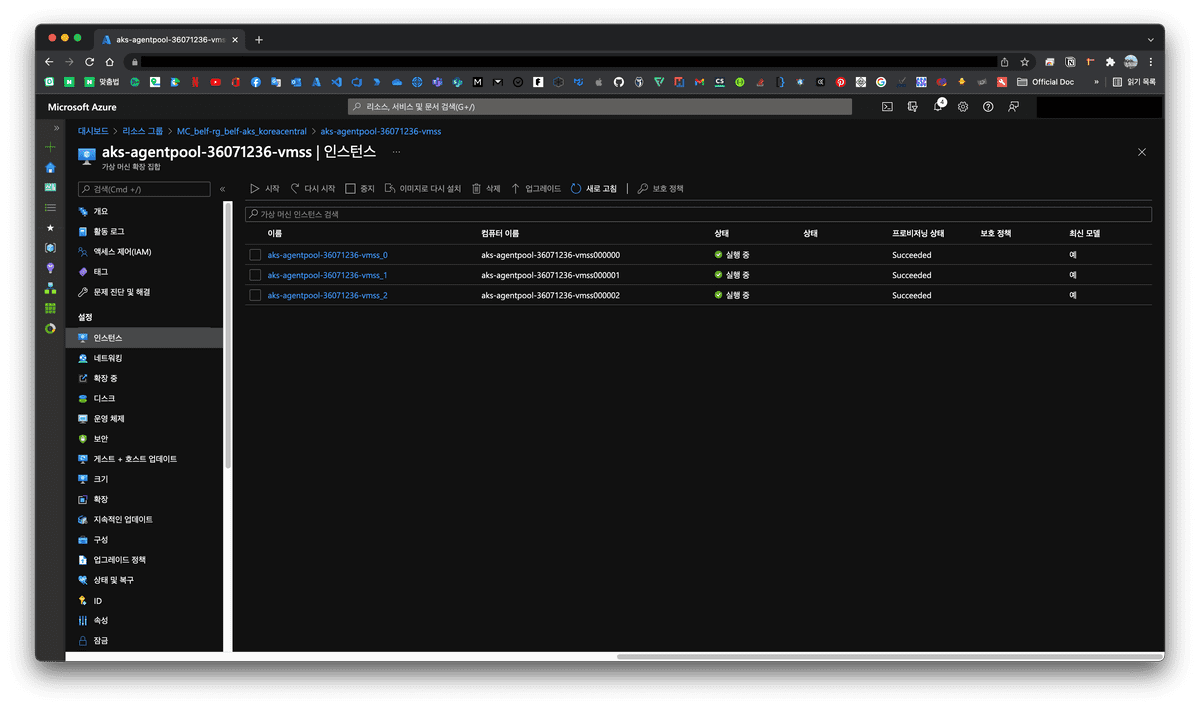 aks-agentpool-36071236-vms
맞춤법
Official Doc
»
읽기 목록
Microsoft Azure
리소스, 서비스 및 문서 검색(G+/)
4
대시보드 > 리소스 그룹 > MC_belf-rg_belf-aks_koreacentral > aks-agentpool-36071236-vmss
aks-agentpool-36071236-vmss | 인스턴스 ...
가상 머신 확장 집합
검색(Cmd +/)
«
시작 다시 시작 중지 이미지로 다시 설치 삭제 업그레이드 새로 고침 보호 정책
가상 머신 인스턴스 검색
이름 컴퓨터 이름 상태 상태 프로비저닝 상태 보호 정책 최신 모델
aks-agentpool-36071236-vmss_0 aks-agentpool-36071236-vmss000000 실행 중 Succeeded 예
aks-agentpool-36071236-vmss_1 aks-agentpool-36071236-vmss000001 실행 중 Succeeded 예
aks-agentpool-36071236-vmss_2 aks-agentpool-36071236-vmss000002 실행 중 Succeeded 예
개요
활동 로그
액세스 제어(IAM)
태그
문제 진단 및 해결
설정
인스턴스
네트워킹
확장 중
디스크
운영 체제
보안
게스트 + 호스트 업데이트
크기
확장
지속적인 업데이트
구성
업그레이드 정책
상태 및 복구
ID
속성
잠금